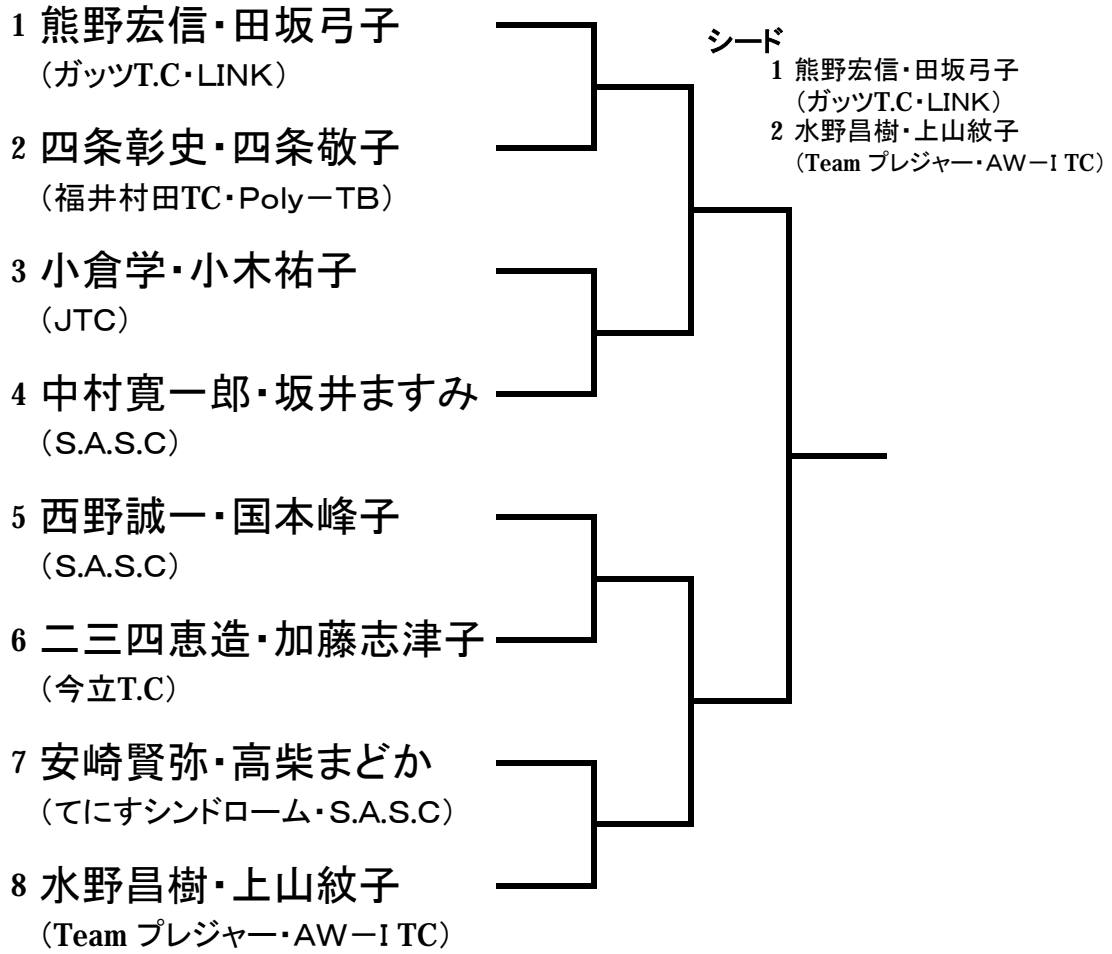 1 熊野宏信・田坂弓子
(ガッツT.C・LINK)
2 四条彰史・四条敬子
(福井村田TC・Poly－TB)
3 小倉学・小木祐子
(JTC)
4 中村寛一郎・坂井ますみ
(S.A.S.C)
5 西野誠一・国本峰子
(S.A.S.C)
6 二三四恵造・加藤志津子
(今立T.C)
7 安崎賢弥・高柴まどか
(てにすシンドローム・S.A.S.C)
8 水野昌樹・上山紋子
(Team プレジャー・AW－I TC)
シード
1 熊野宏信・田坂弓子
(ガッツT.C・LINK)
2 水野昌樹・上山紋子
(Team プレジャー・AW－I TC)